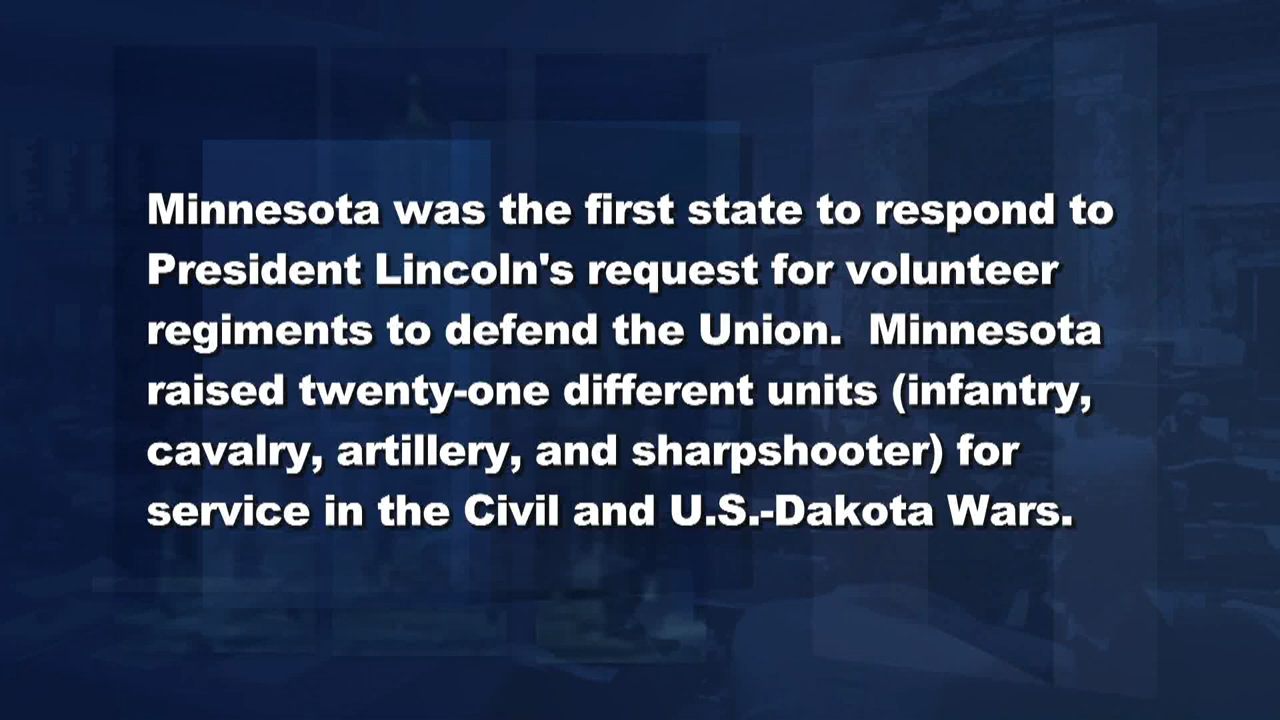 Minnesota was the first state to respond to
President Lincoln's request for volunteer
regiments to defend the Union.  Minnesota
raised twenty-one different units (infantry,
cavalry, artillery, and sharpshooter) for
service in the Civil and U.S.-Dakota Wars.